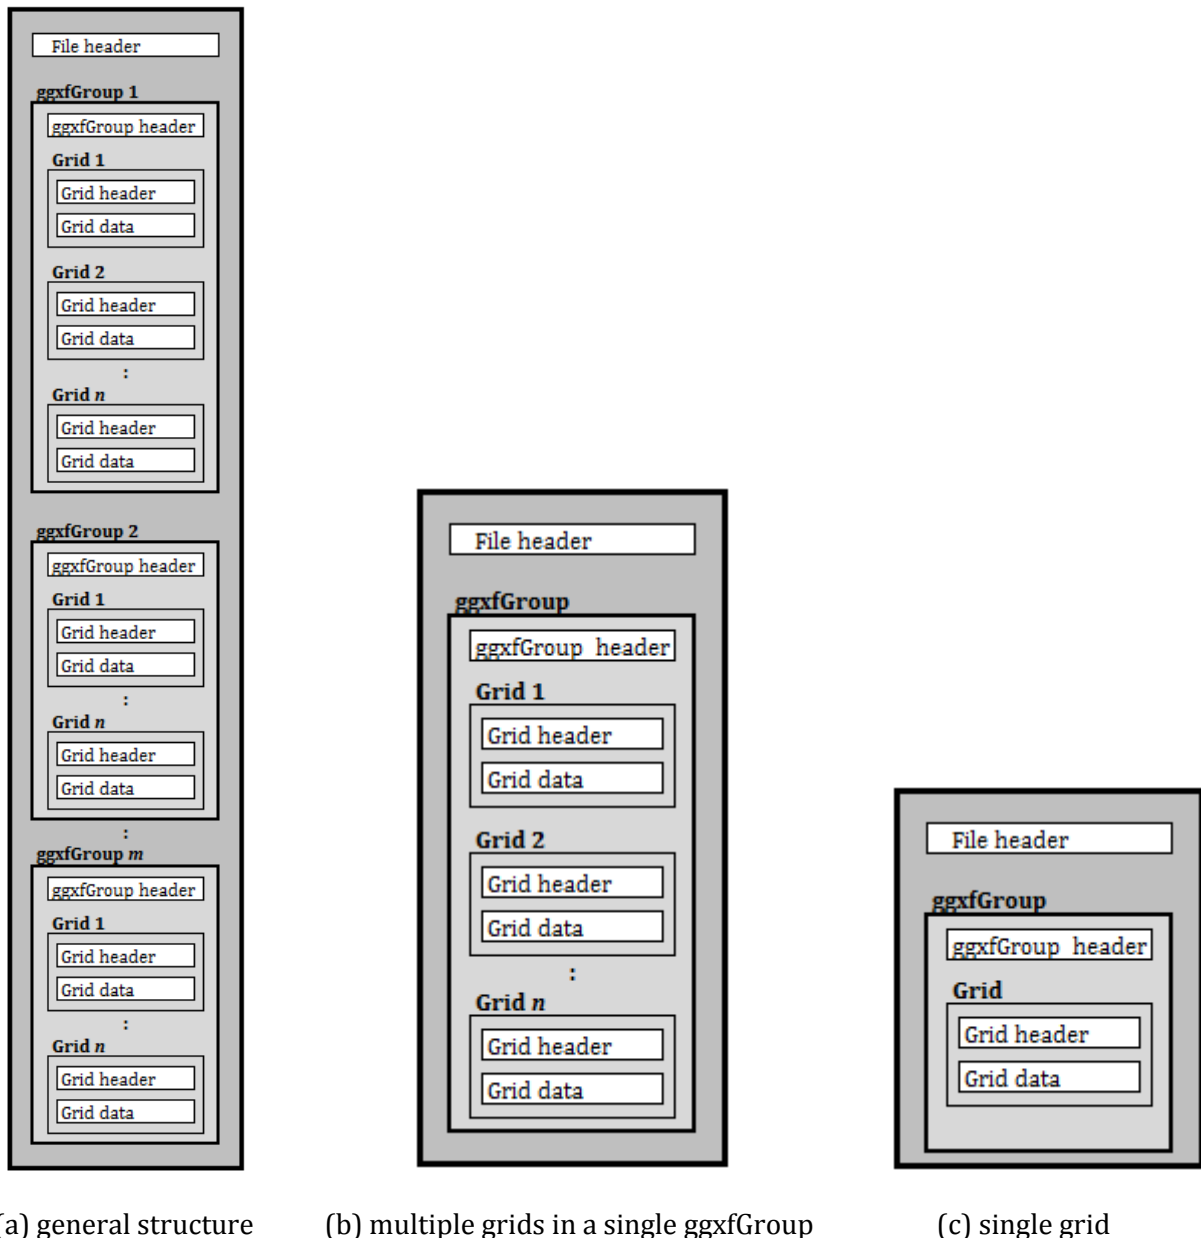 File header
ggxfGroup 1
ggxfGroup header
Grid 1
Grid header
Grid data
Grid 2
Grid header
Grid data
:
Grid n
Grid header
Grid data
ggxfGroup 2
ggxfGroup header
Grid 1
Grid header
Grid data
:
Grid n
Grid header
Grid data
:
ggxfGroup m
ggxfGroup header
Grid 1
Grid header
Grid data
:
Grid n
Grid header
Grid data
(a) general structure
File header
ggxfGroup
ggxfGroup header
Grid 1
Grid header
Grid data
Grid 2
Grid header
Grid data
:
Grid n
Grid header
Grid data
(b) multiple grids in a single ggxfGroup
File header
ggxfGroup
ggxfGroup header
Grid
Grid header
Grid data
(c) single grid